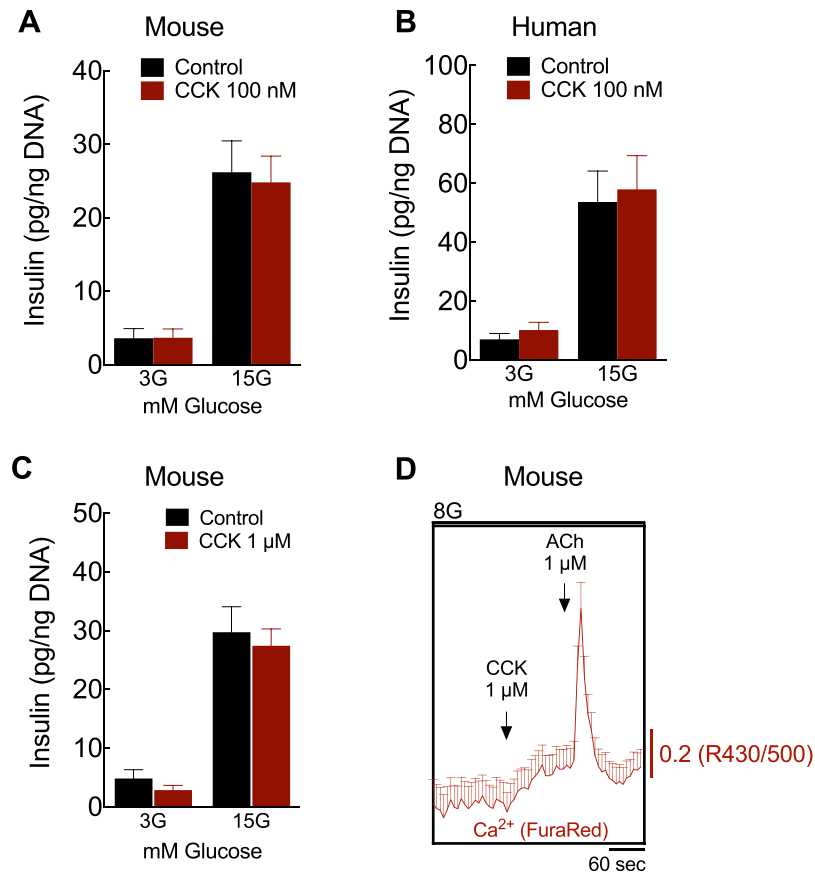 A
Mouse
Control
CCK 100 nM
Insulin (pg/ng DNA)
40
30
20
10
0
3G 15G
mM Glucose
B
Human
Control
CCK 100 nM
Insulin (pg/ng DNA)
100
80
60
40
20
0
3G 15G
mM Glucose
C
Mouse
Control
CCK 1 µM
Insulin (pg/ng DNA)
50
40
30
20
10
0
3G 15G
mM Glucose
D
Mouse
8G
ACh
1 µM
CCK
1 µM
0.2 (R430/500)
Ca²⁺ (FuraRed)
60 sec